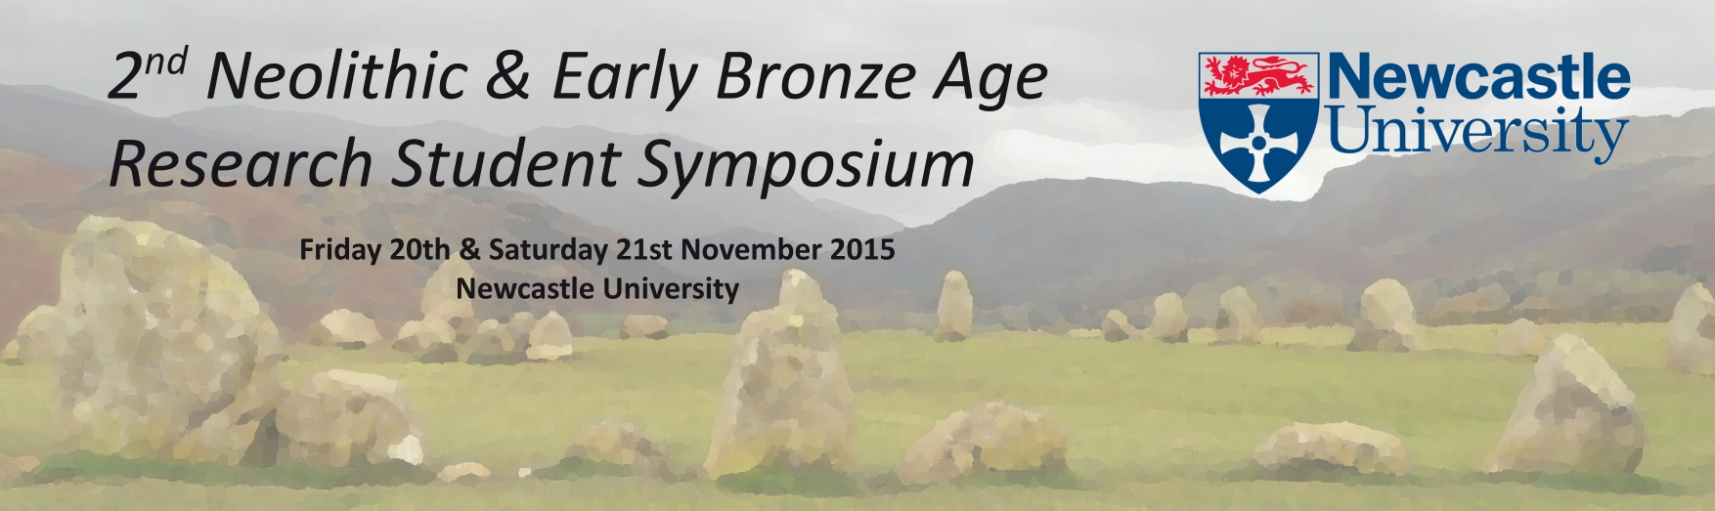 2nd Neolithic & Early Bronze Age
Research Student Symposium
Friday 20th & Saturday 21st November 2015
Newcastle University
Newcastle
University